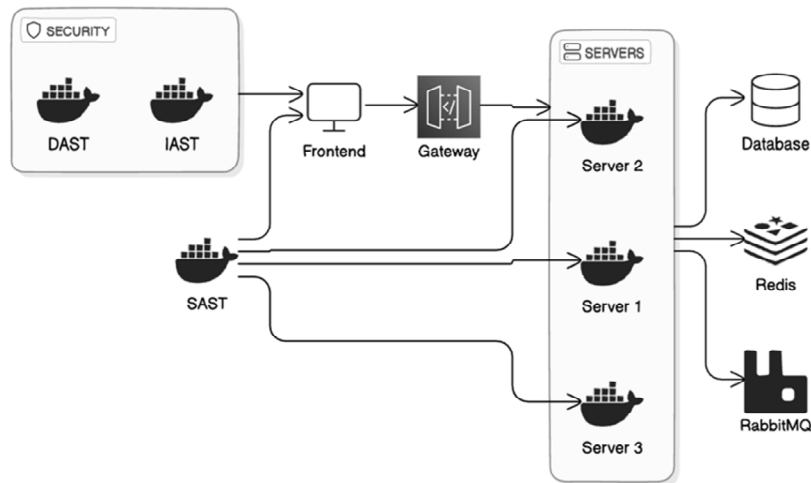 SECURITY
DAST
IAST
Frontend
Gateway
SERVERS
Server 2
Database
SAST
Server 1
Redis
Server 3
RabbitMQ